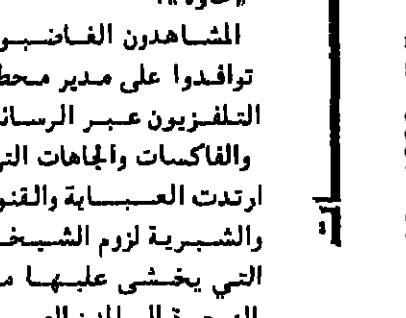 المشاهدون الغاضبو
توافدوا على مدير محط
التلفزيون عبر الرسائ
والفاكسات والجاهات الت
ارتدت العباية والقنو
والشبرية لزوم الشيخ
التي يخشى عليها م